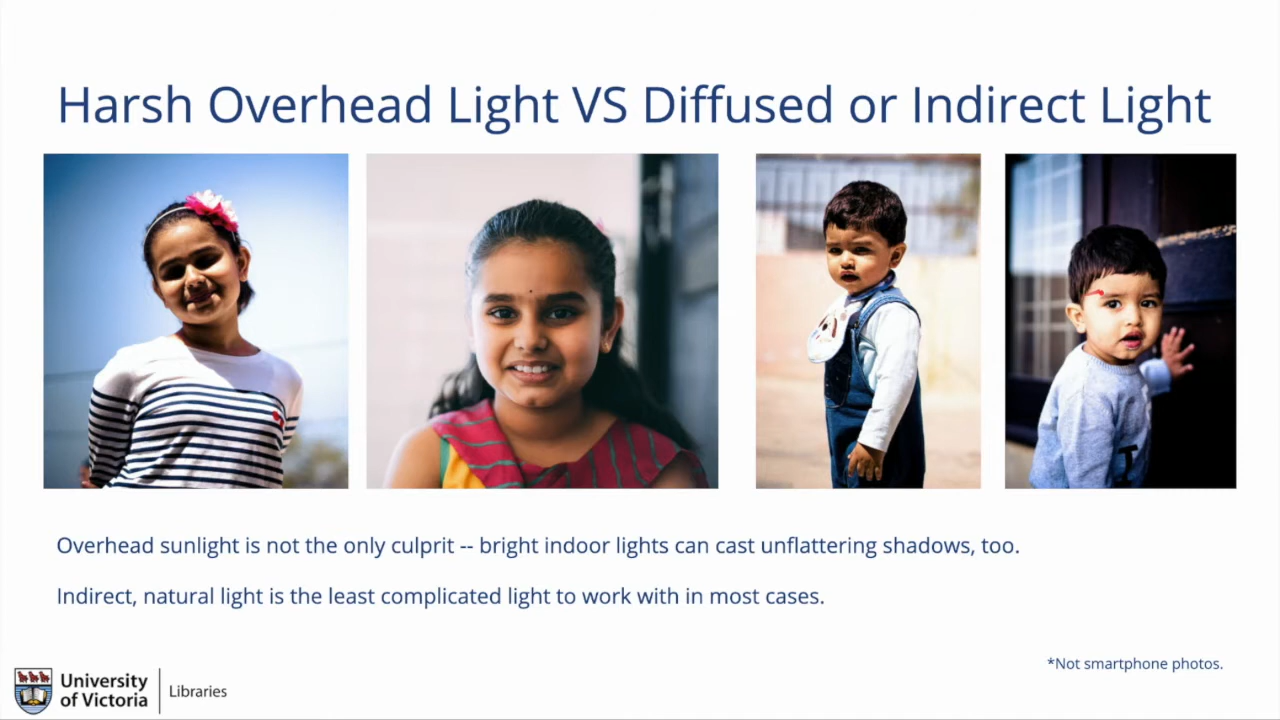 Harsh Overhead Light VS Diffused or Indirect Light
Overhead sunlight is not the only culprit -- bright indoor lights can cast unflattering shadows, too.
Indirect, natural light is the least complicated light to work with in most cases.
*Not smartphone photos.
University
of Victoria
Libraries